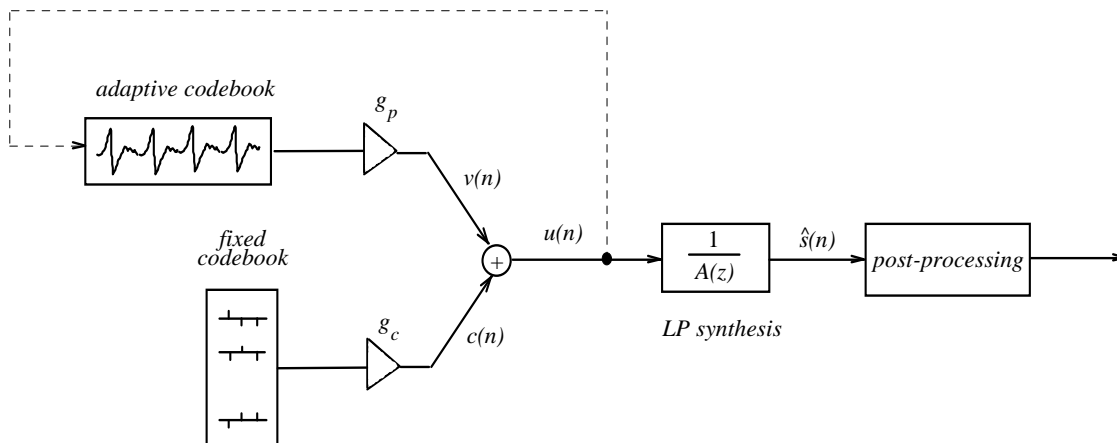 adaptive codebook
g_p
v(n)
fixed
codebook
u(n)
+
1
A(z)
ŝ(n)
post-processing
LP synthesis
g_c
c(n)